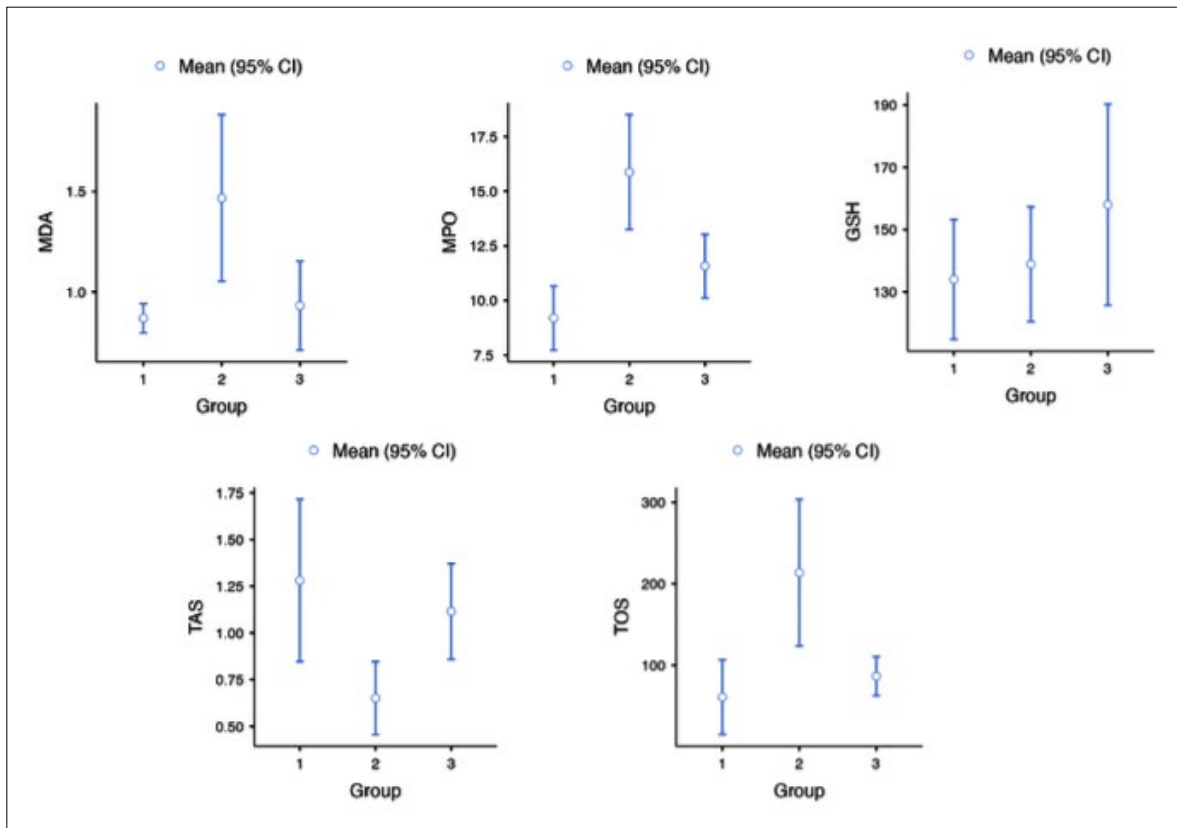 Mean (95% CI)
MDA
1.5
1.0
1 2 3
Group
Mean (95% CI)
MPO
17.5
15.0
12.5
10.0
7.5
1 2 3
Group
Mean (95% CI)
GSH
190
170
150
130
1 2 3
Group
Mean (95% CI)
TAS
1.75
1.50
1.25
1.00
0.75
0.50
1 2 3
Group
Mean (95% CI)
TOS
300
200
100
1 2 3
Group